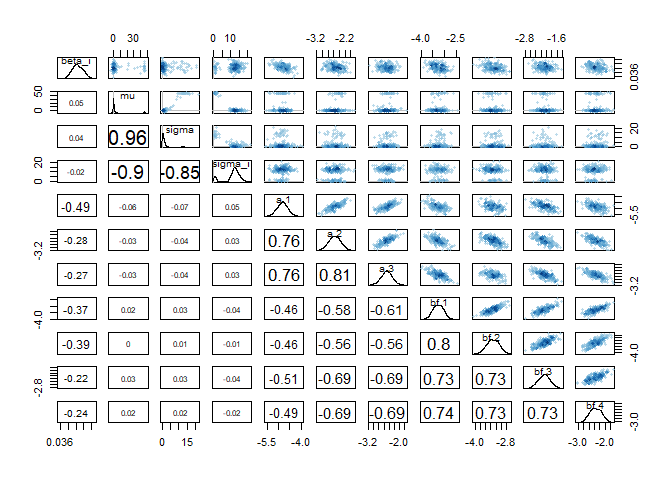 0 30 0 10 -3.2 -2.2 -4.0 -2.5 -2.8 -1.6
beta_i 0.036
50 0 0.05 mu
0.04 0.96 sigma 20 0
20 0 -0.02 -0.9 -0.85 sigma_i
-0.49 -0.06 -0.07 0.05 a 1 -5.5
-3.2 -0.28 -0.03 -0.04 0.03 0.76 a 2
-0.27 -0.03 -0.04 0.03 0.76 0.81 a 3 -3.2
-4.0 -0.37 0.02 0.03 -0.04 -0.46 -0.58 -0.61 bf 1
-0.39 0 0.01 -0.01 -0.46 -0.56 -0.56 0.8 bf 2 -4.0
-2.8 -0.22 0.03 0.03 -0.04 -0.51 -0.69 -0.69 0.73 0.73 bf 3
-0.24 0.02 0.02 -0.02 -0.49 -0.69 -0.69 0.74 0.73 0.73 bf 4 -3.0
0.036 0 15 -5.5 -4.0 -3.2 -2.0 -4.0 -2.8 -3.0 -2.0